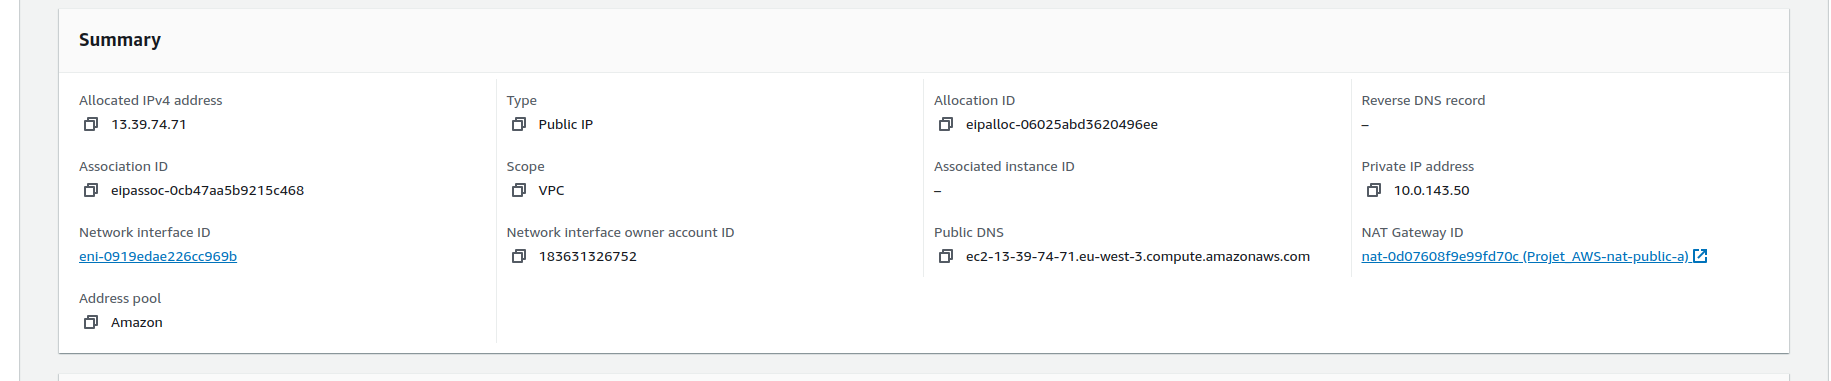 Summary
Allocated IPv4 address
13.39.74.71
Type
Public IP
Allocation ID
eipalloc-06025abd3620496ee
Reverse DNS record
–
Association ID
eipassoc-0cb47aa5b9215c468
Scope
VPC
Associated instance ID
–
Private IP address
10.0.143.50
Network interface ID
eni-0919edae226cc969b
Network interface owner account ID
183631326752
Public DNS
ec2-13-39-74-71.eu-west-3.compute.amazonaws.com
NAT Gateway ID
nat-0d07608f9e99fd70c (Projet_AWS-nat-public-a)
Address pool
Amazon